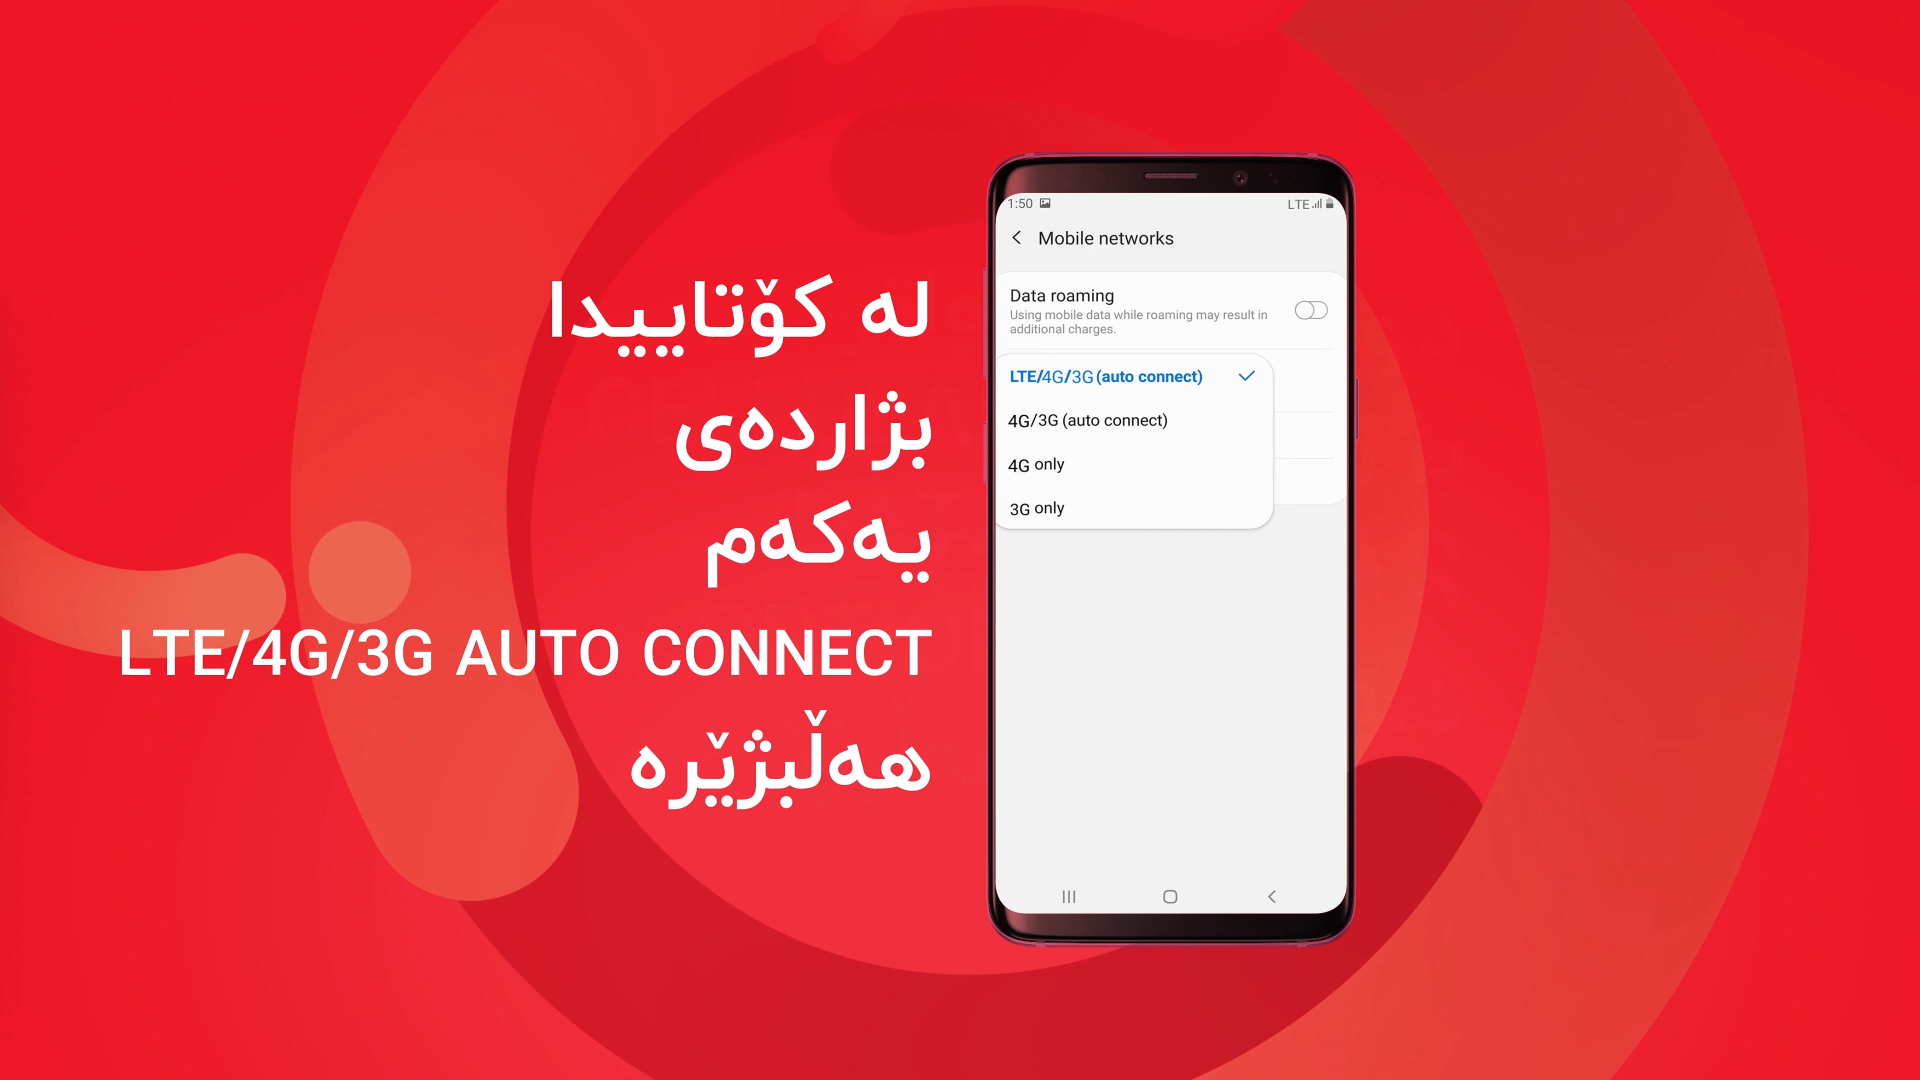 لە کۆتاییدا
بژاردەی
یەکەم
LTE/4G/3G AUTO CONNECT
هەڵبژێرە
1:50
LTE
Mobile networks
Data roaming
Using mobile data while roaming may result in
additional charges.
LTE/4G/3G(auto connect)
4G/3G (auto connect)
4G only
3G only